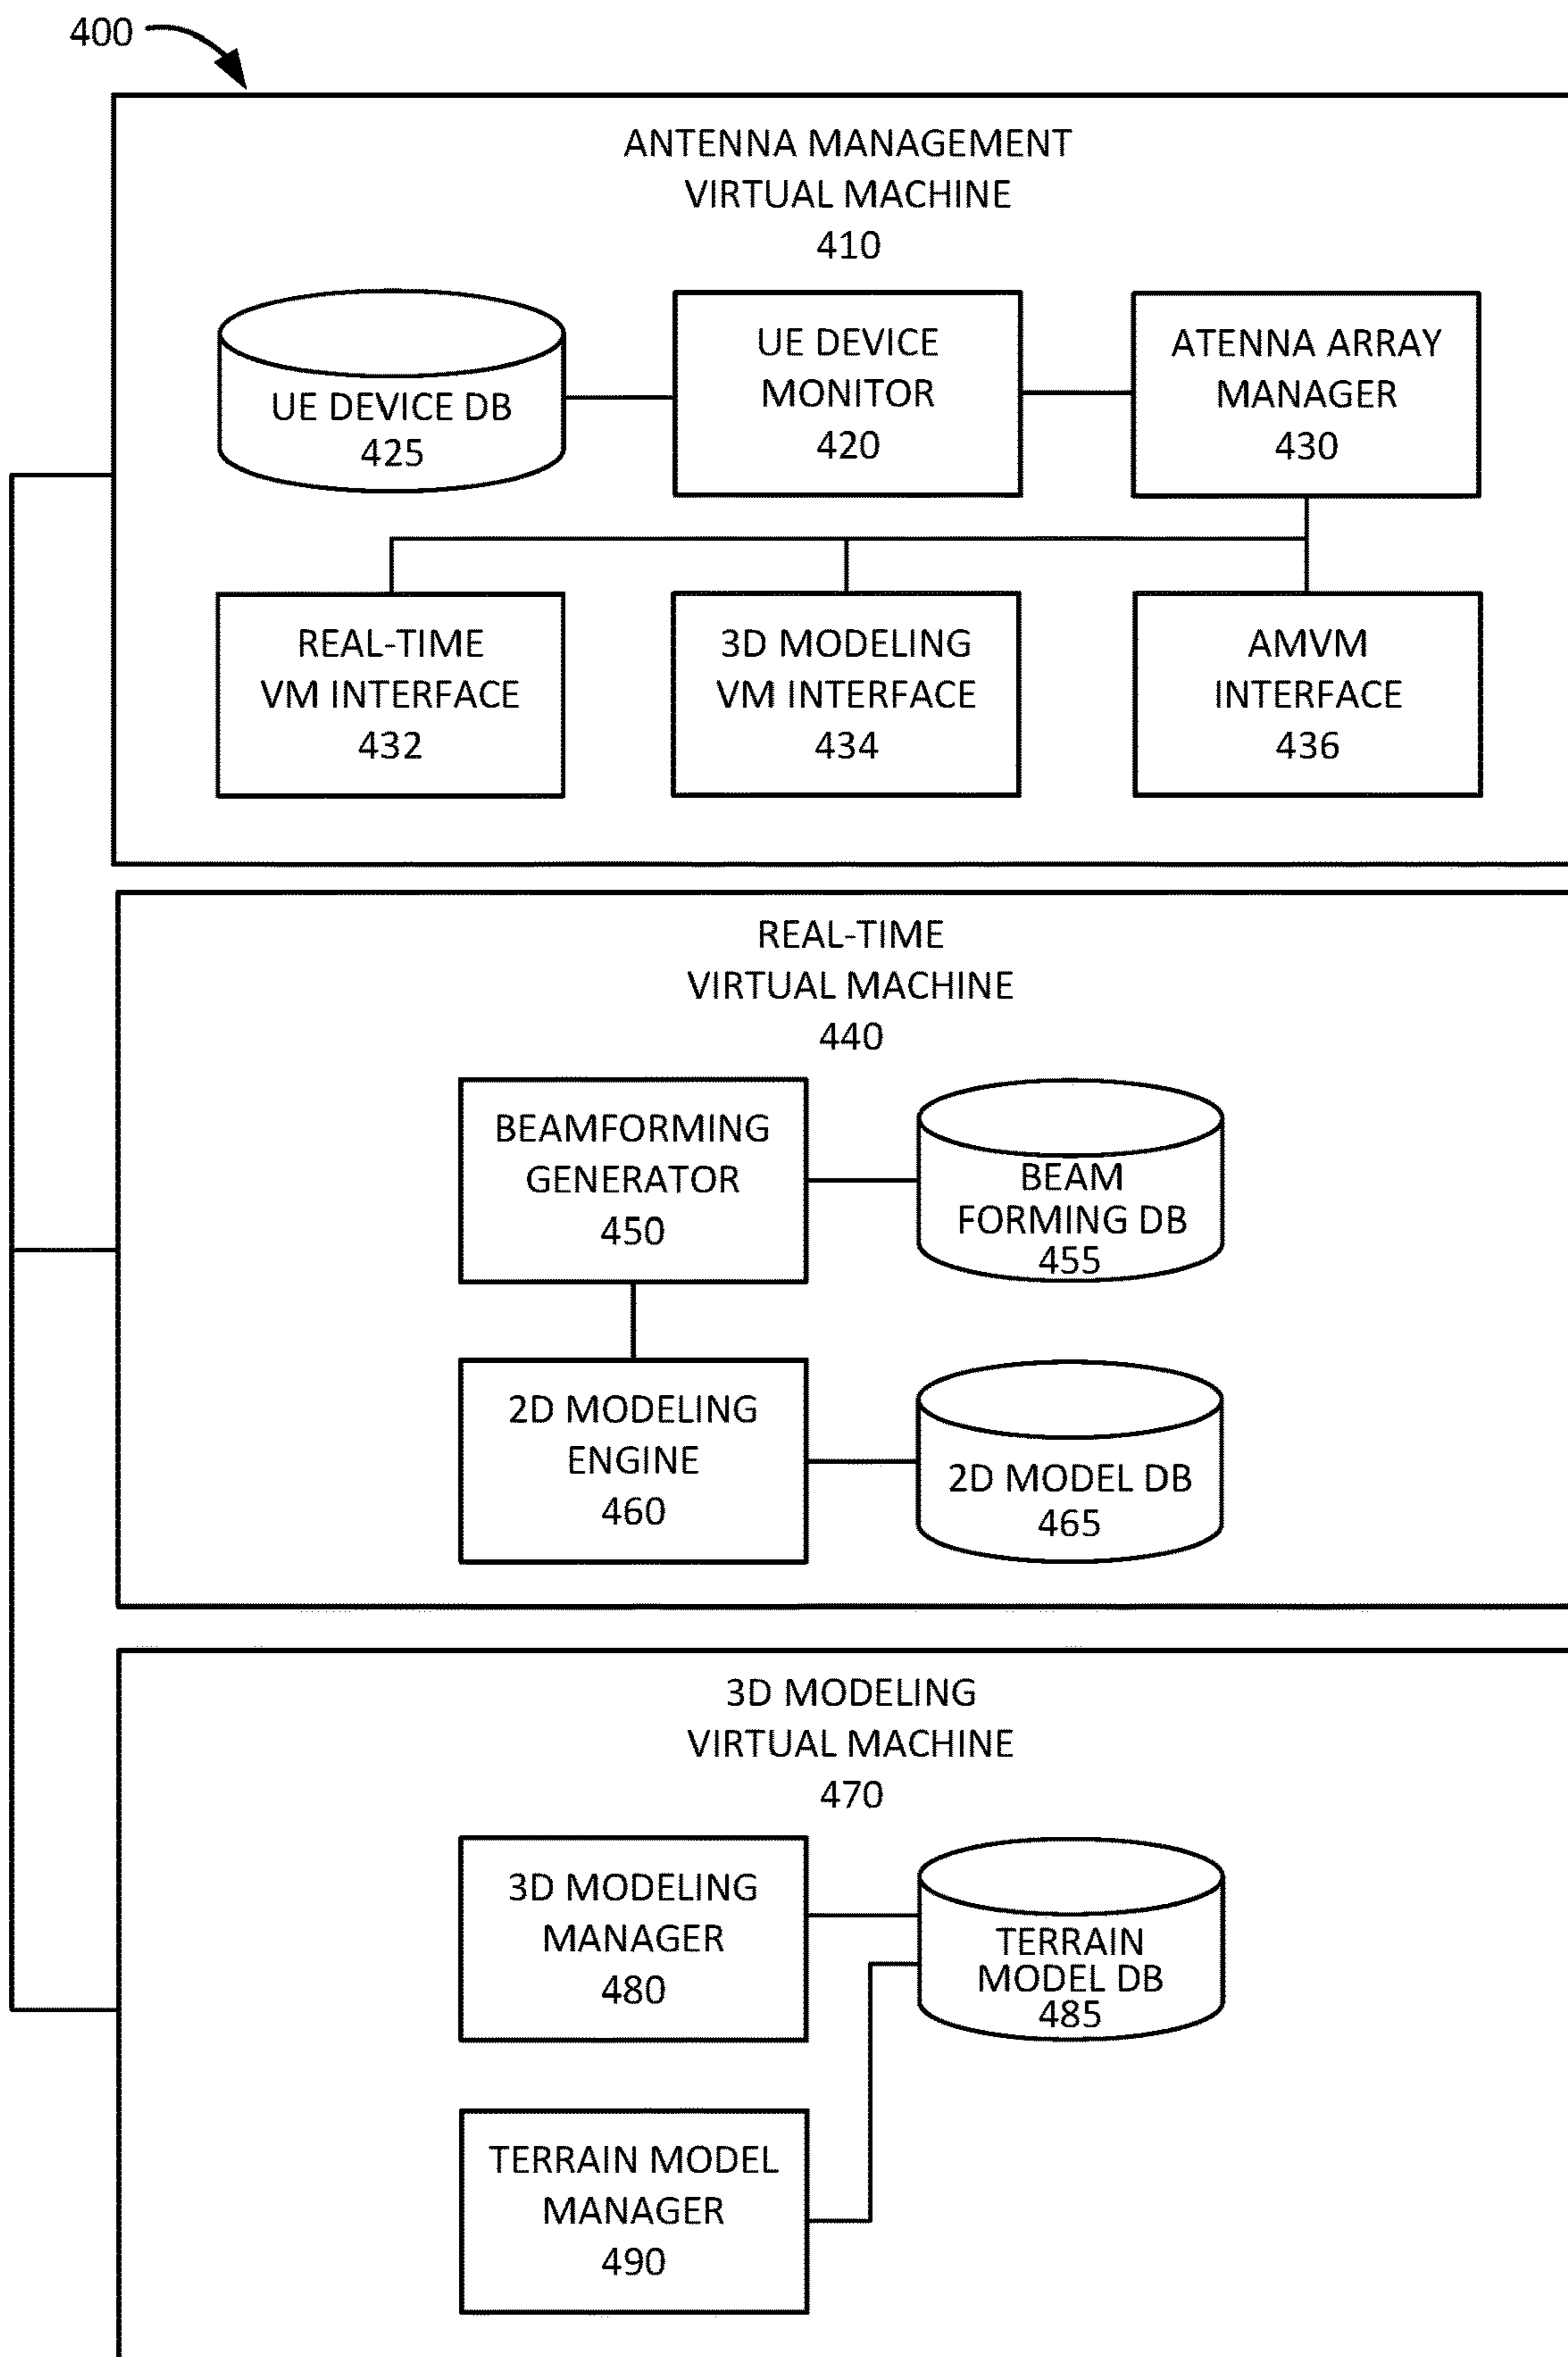 400
ANTENNA MANAGEMENT
VIRTUAL MACHINE
410
UE DEVICE DB
425
UE DEVICE
MONITOR
420
ATENNA ARRAY
MANAGER
430
REAL-TIME
VM INTERFACE
432
3D MODELING
VM INTERFACE
434
AMVM
INTERFACE
436
REAL-TIME
VIRTUAL MACHINE
440
BEAMFORMING
GENERATOR
450
BEAM
FORMING DB
455
2D MODELING
ENGINE
460
2D MODEL DB
465
3D MODELING
VIRTUAL MACHINE
470
3D MODELING
MANAGER
480
TERRAIN
MODEL DB
485
TERRAIN MODEL
MANAGER
490